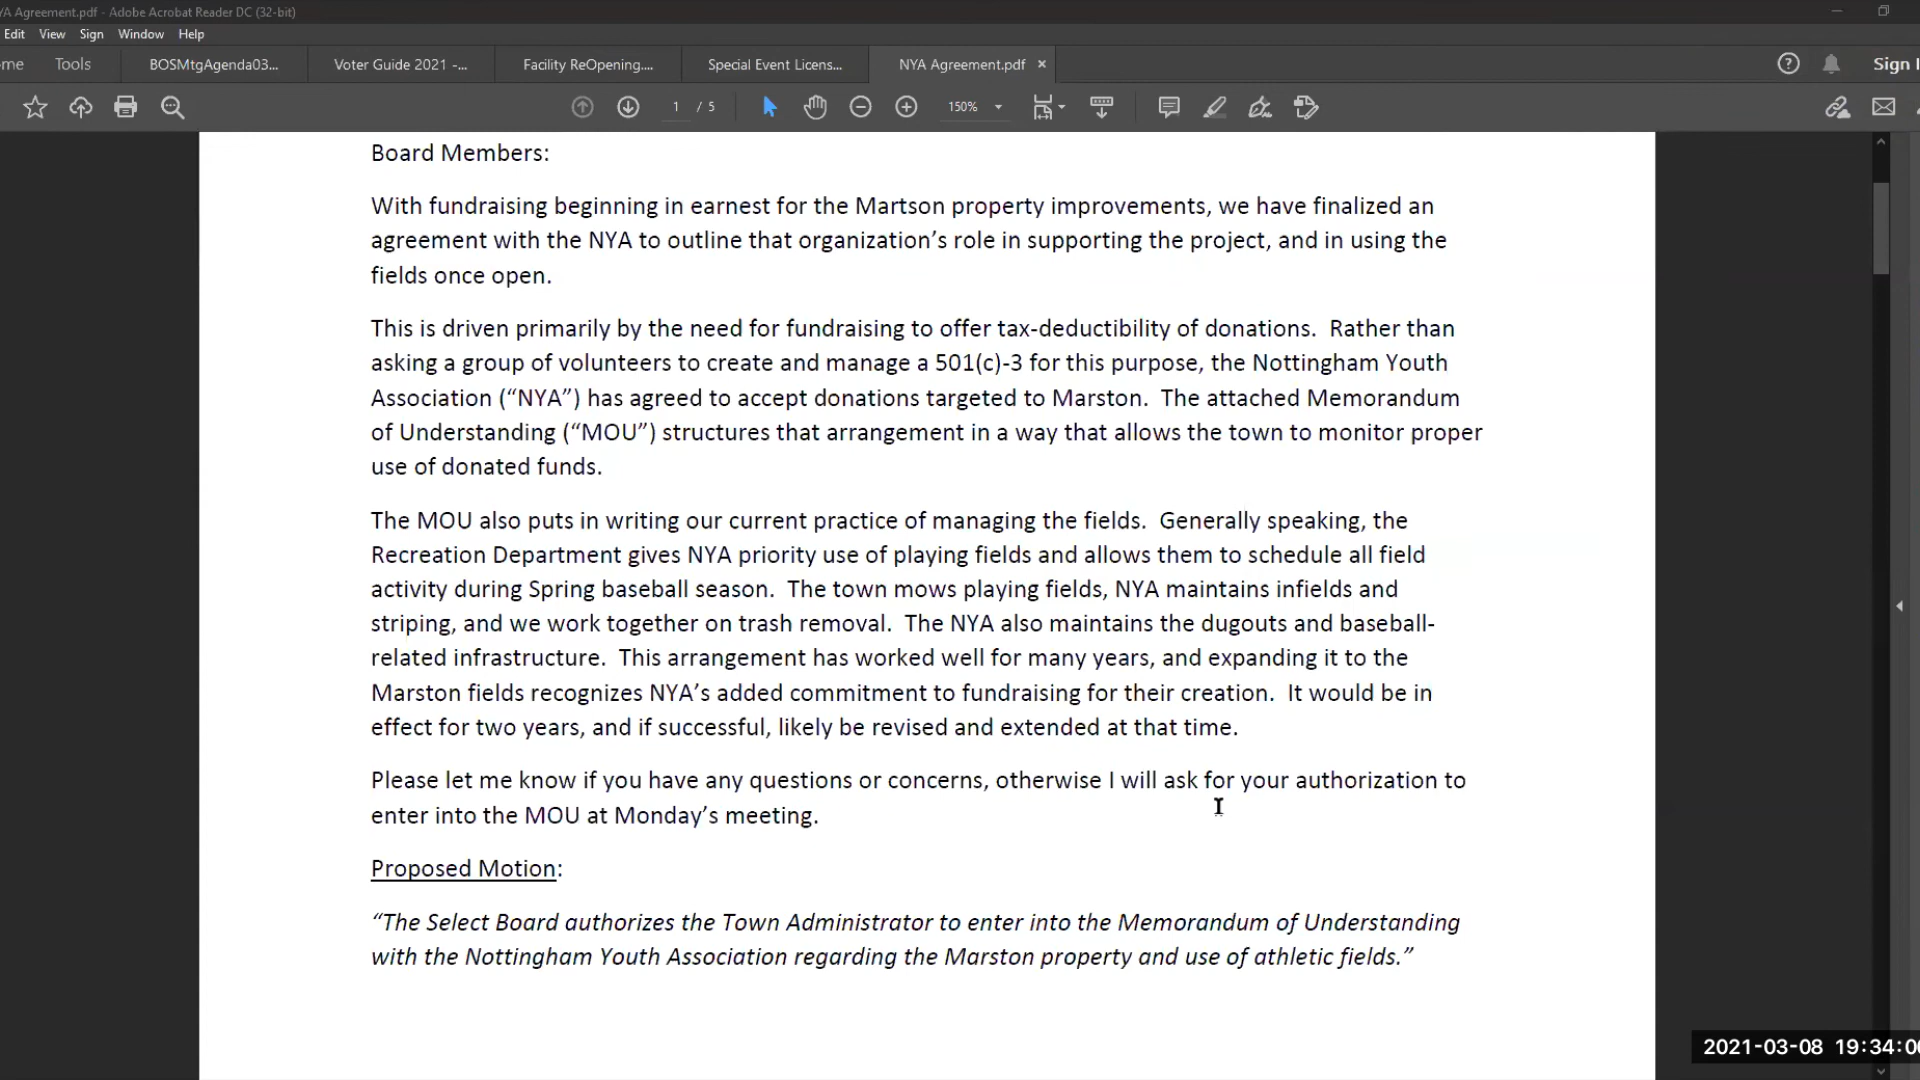 YA Agreement.pdf - Adobe Acrobat Reader DC (32-bit)
Edit View Sign Window Help
me Tools BOSMtgAgenda03... Voter Guide 2021 -... Facility ReOpening.... Special Event Licens... NYA Agreement.pdf × Sign I
1 / 5 150%
Board Members:
With fundraising beginning in earnest for the Martson property improvements, we have finalized an
agreement with the NYA to outline that organization’s role in supporting the project, and in using the
fields once open.
This is driven primarily by the need for fundraising to offer tax-deductibility of donations. Rather than
asking a group of volunteers to create and manage a 501(c)-3 for this purpose, the Nottingham Youth
Association (“NYA”) has agreed to accept donations targeted to Marston. The attached Memorandum
of Understanding (“MOU”) structures that arrangement in a way that allows the town to monitor proper
use of donated funds.
The MOU also puts in writing our current practice of managing the fields. Generally speaking, the
Recreation Department gives NYA priority use of playing fields and allows them to schedule all field
activity during Spring baseball season. The town mows playing fields, NYA maintains infields and
striping, and we work together on trash removal. The NYA also maintains the dugouts and baseball-
related infrastructure. This arrangement has worked well for many years, and expanding it to the
Marston fields recognizes NYA’s added commitment to fundraising for their creation. It would be in
effect for two years, and if successful, likely be revised and extended at that time.
Please let me know if you have any questions or concerns, otherwise I will ask for your authorization to
enter into the MOU at Monday’s meeting.
Proposed Motion:
“The Select Board authorizes the Town Administrator to enter into the Memorandum of Understanding
with the Nottingham Youth Association regarding the Marston property and use of athletic fields.”
2021-03-08 19:34:00